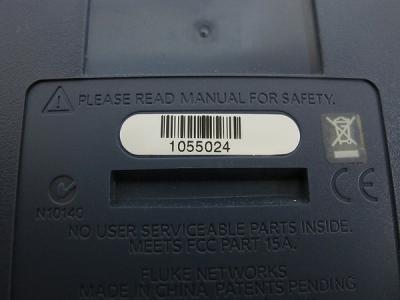 PLEASE READ MANUAL FOR SAFETY.
1055024
N10140
CE
NO USER SERVICEABLE PARTS INSIDE.
MEETS FCC PART 15A.
FLUKE NETWORKS
MADE IN CHINA. PATENTS PENDING